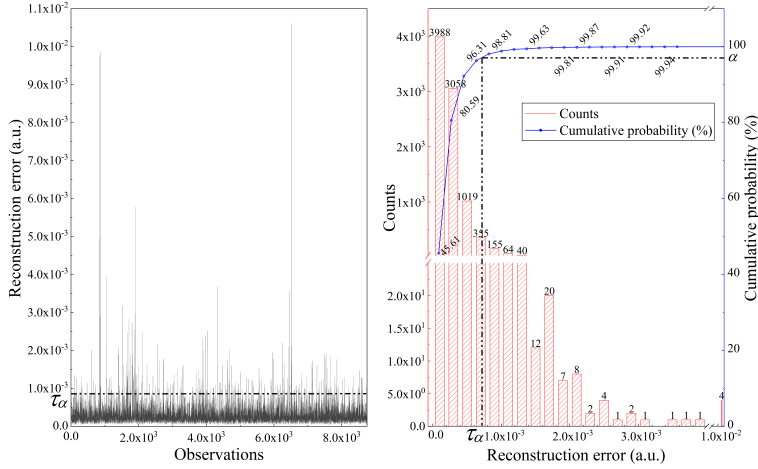 Reconstruction error (a.u.)
1.1x10⁻²
1.0x10⁻²
9.0x10⁻³
8.0x10⁻³
7.0x10⁻³
6.0x10⁻³
5.0x10⁻³
4.0x10⁻³
3.0x10⁻³
2.0x10⁻³
1.0x10⁻³
τα
0.0
0.0 2.0x10³ 4.0x10³ 6.0x10³ 8.0x10³
Observations
Counts
4x10³
3x10³
2x10³
1x10³
2.0x10¹
1.5x10¹
1.0x10¹
5.0x10⁰
0.0
3988
3058
1019
355
155 64 40
12
20
7
8
2
4
1
2
1
1 1 1
4
45.61
80.59
96.31
98.81
99.63
99.81
99.87
99.91
99.92
99.94
Counts
Cumulative probability (%)
100
α
80
60
40
20
0
Cumulative probability (%)
0.0 τα 1.0x10⁻³ 2.0x10⁻³ 3.0x10⁻³ 1.0x10⁻²
Reconstruction error (a.u.)